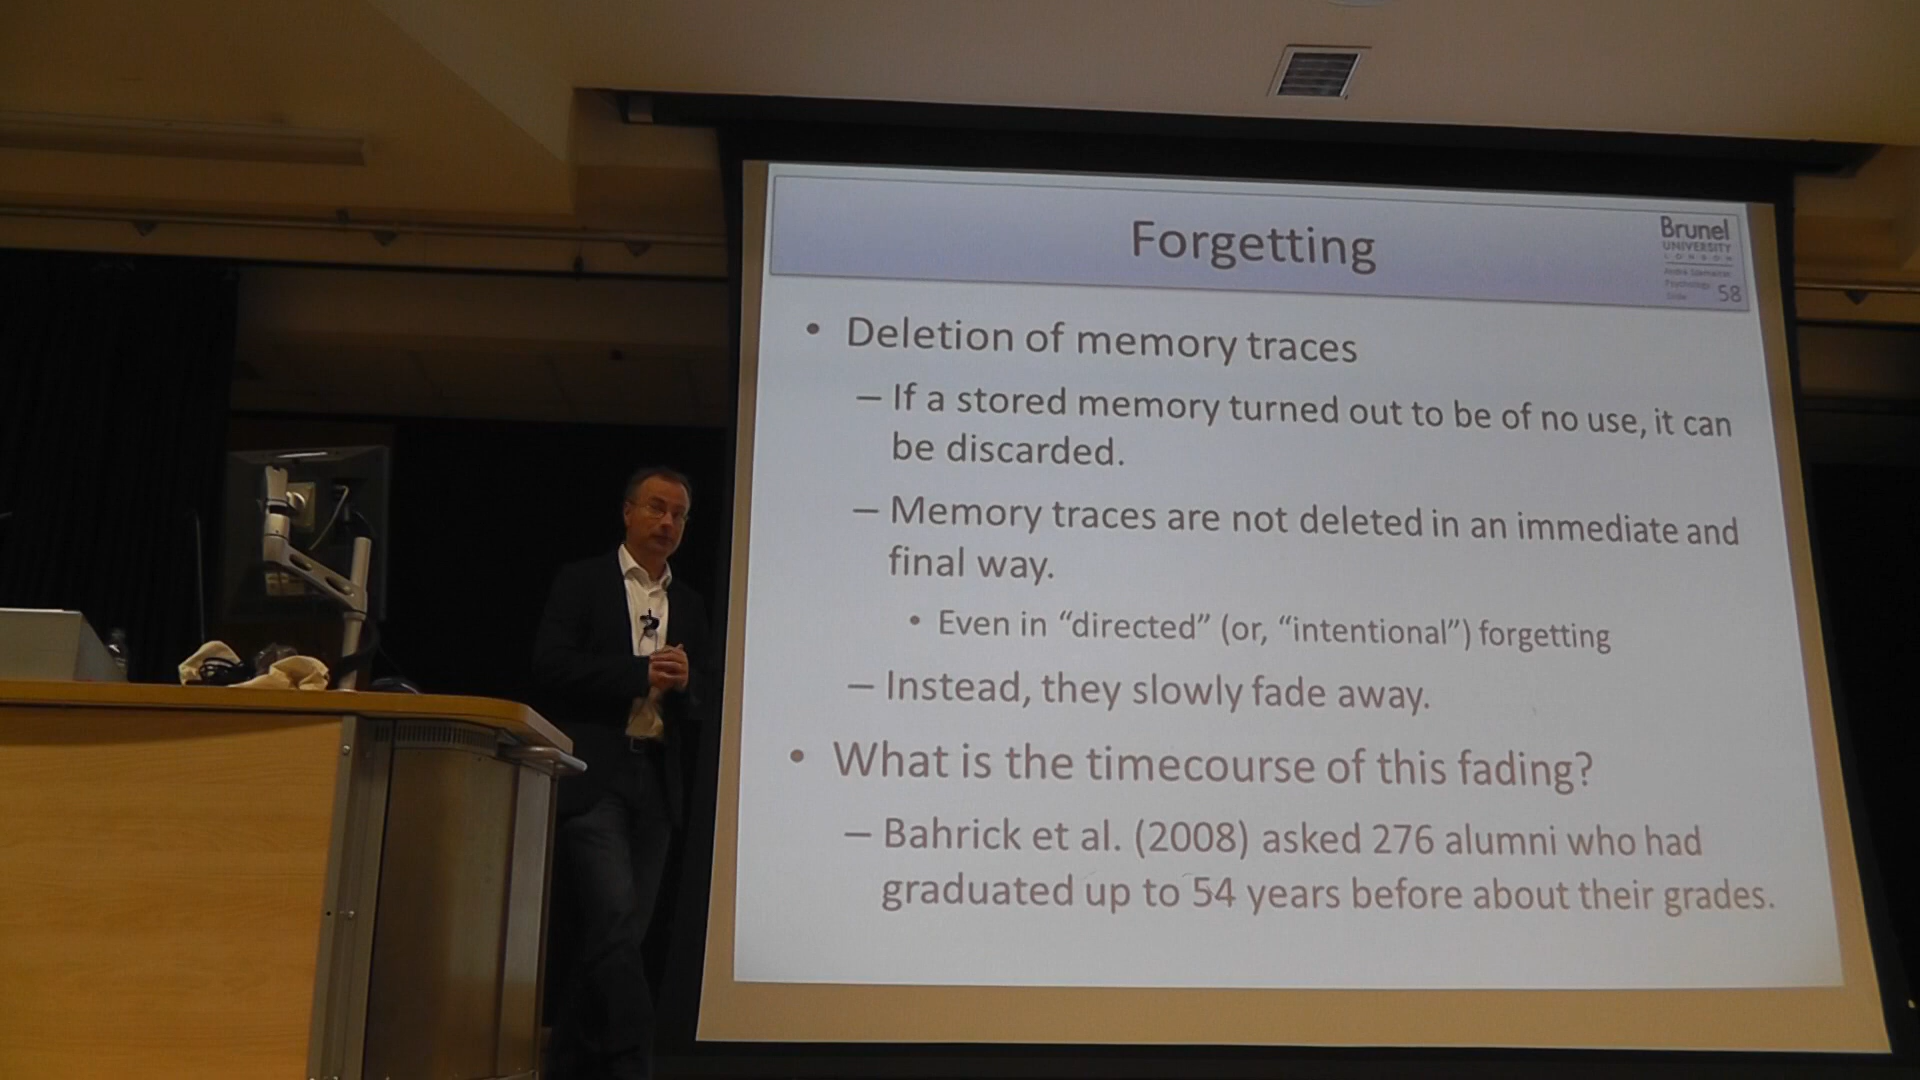 Forgetting
Brunel
UNIVERSITY
LONDON
Psychology
Slide 58
• Deletion of memory traces
– If a stored memory turned out to be of no use, it can
be discarded.
– Memory traces are not deleted in an immediate and
final way.
• Even in “directed” (or, “intentional”) forgetting
– Instead, they slowly fade away.
• What is the timecourse of this fading?
– Bahrick et al. (2008) asked 276 alumni who had
graduated up to 54 years before about their grades.